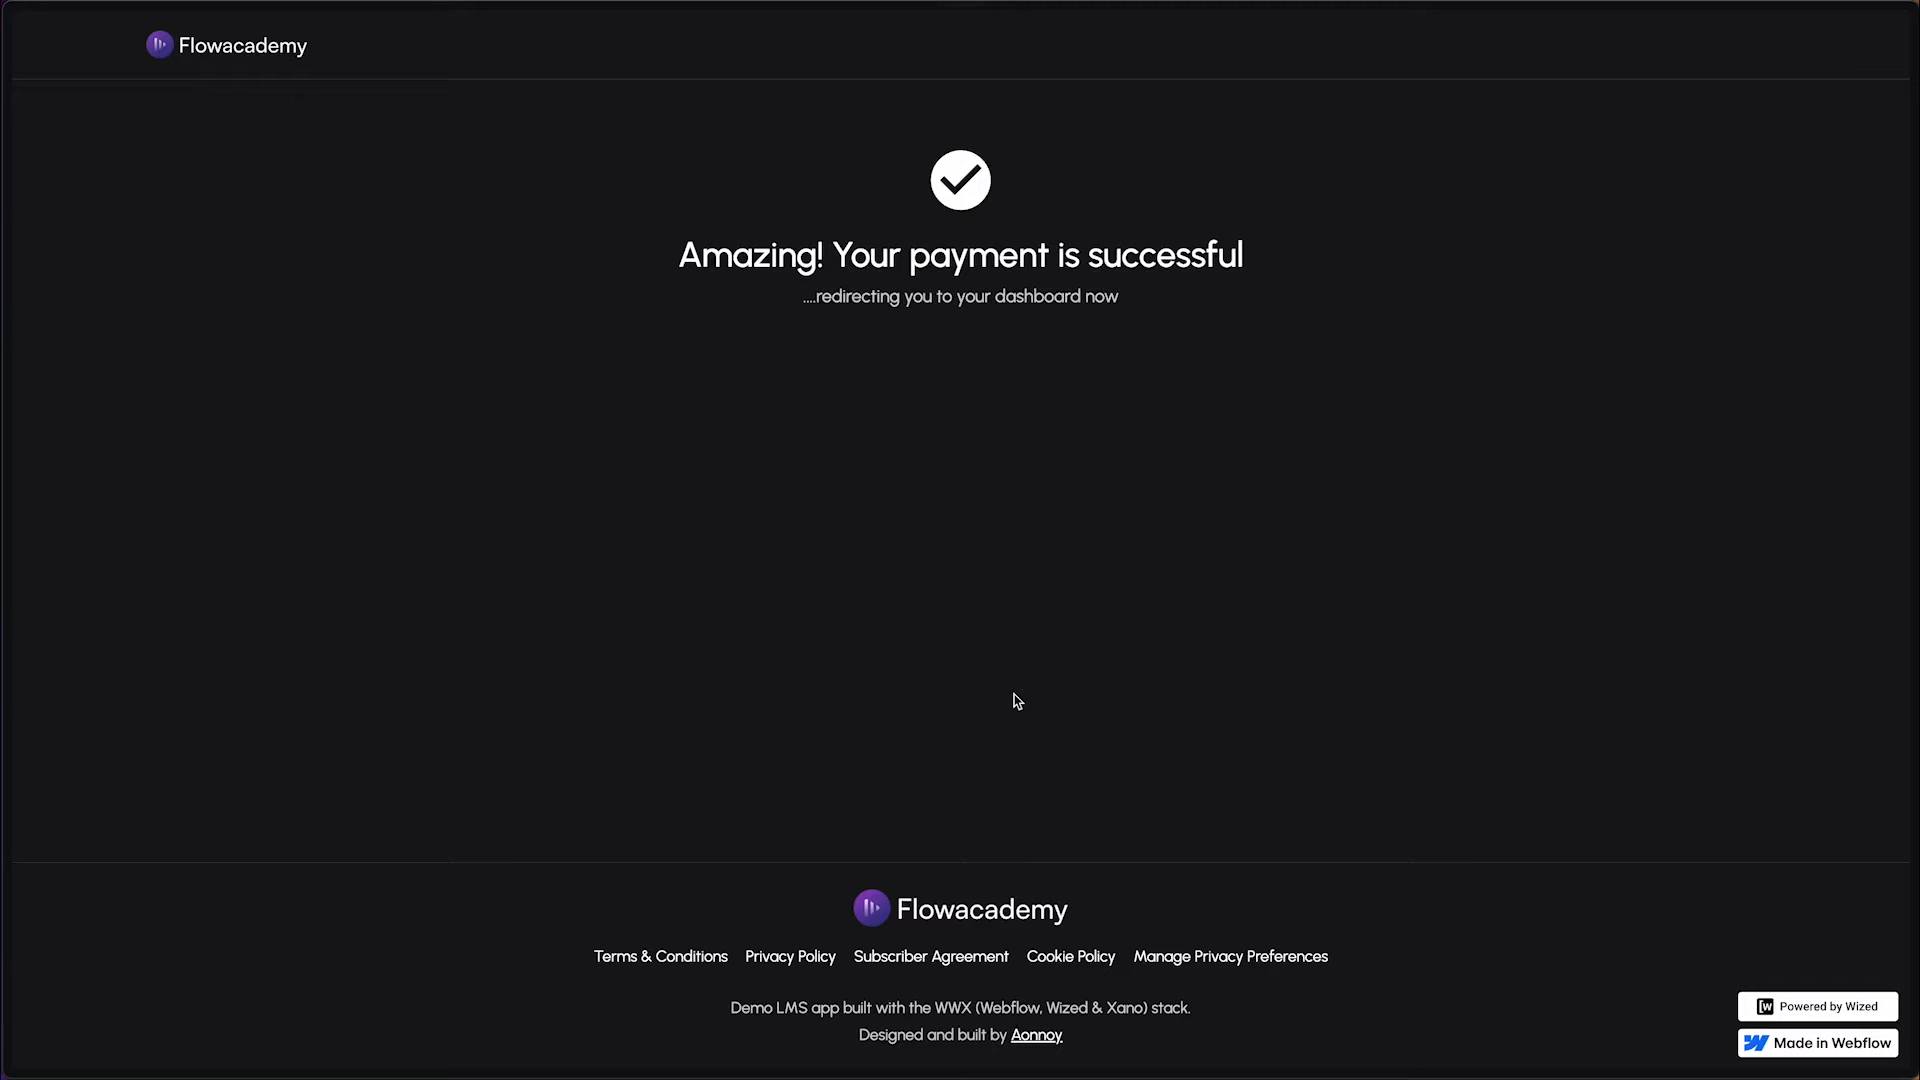 Flowacademy
Amazing! Your payment is successful
....redirecting you to your dashboard now
Flowacademy
Terms & Conditions Privacy Policy Subscriber Agreement Cookie Policy Manage Privacy Preferences
Demo LMS app built with the WWX (Webflow, Wized & Xano) stack.
Designed and built by Aonnoy
Powered by Wized
Made in Webflow